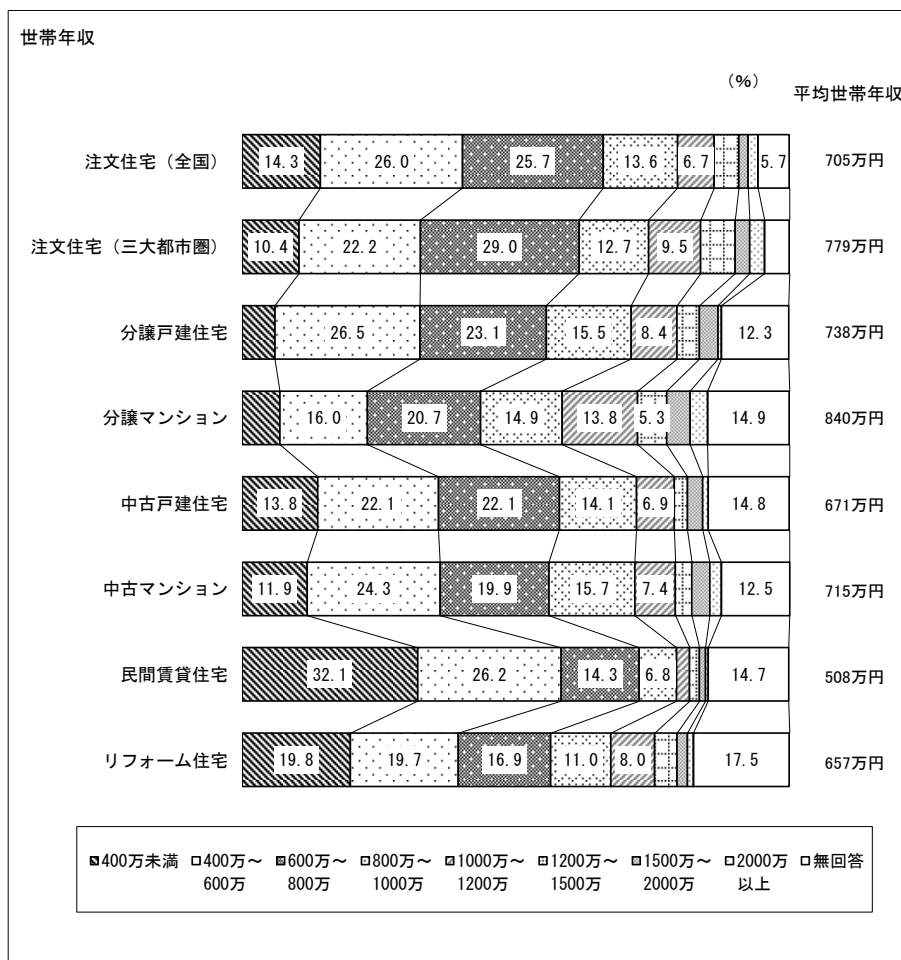 世帯年収
(%)
平均世帯年収
注文住宅（全国） 14.3 26.0 25.7 13.6 6.7 5.7 705万円
注文住宅（三大都市圏） 10.4 22.2 29.0 12.7 9.5 779万円
分譲戸建住宅 26.5 23.1 15.5 8.4 12.3 738万円
分譲マンション 16.0 20.7 14.9 13.8 5.3 14.9 840万円
中古戸建住宅 13.8 22.1 22.1 14.1 6.9 14.8 671万円
中古マンション 11.9 24.3 19.9 15.7 7.4 12.5 715万円
民間賃貸住宅 32.1 26.2 14.3 6.8 14.7 508万円
リフォーム住宅 19.8 19.7 16.9 11.0 8.0 17.5 657万円
400万未満 400万～600万 600万～800万 800万～1000万 1000万～1200万 1200万～1500万 1500万～2000万 2000万以上 無回答